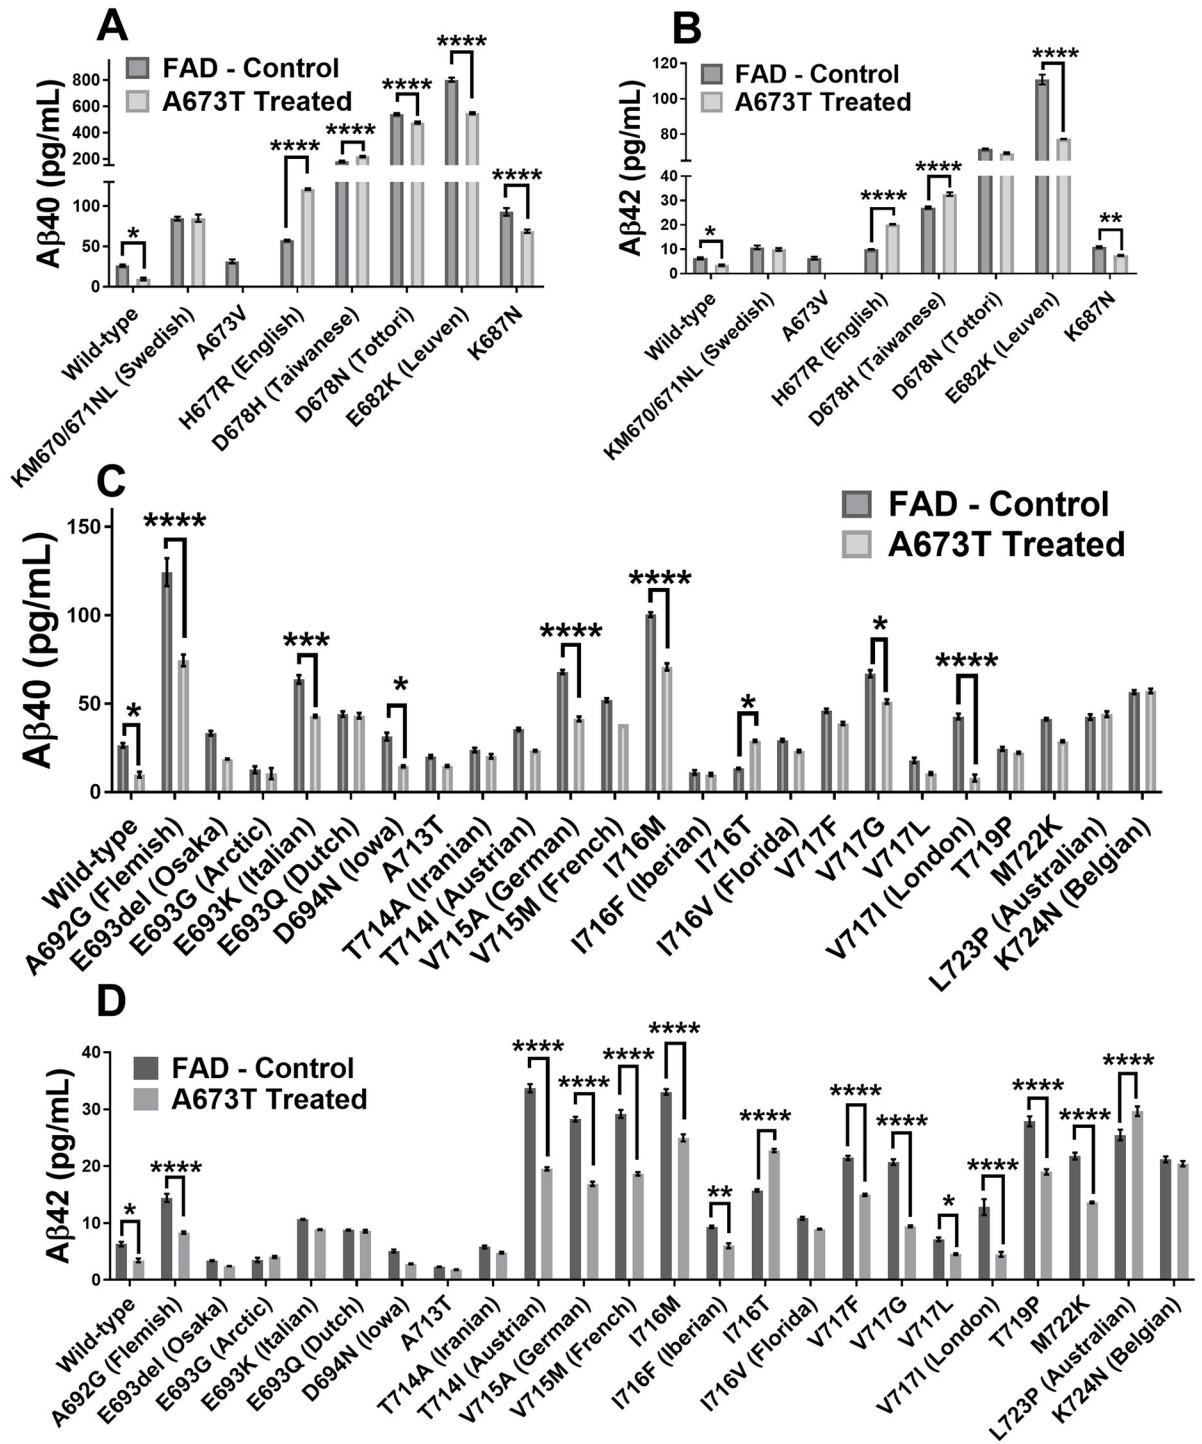 A
Aβ40 (pg/mL)
FAD - Control
A673T Treated
800
600
400
200
100
50
0
*
****
****
****
****
****
Wild-type
KM670/671NL (Swedish)
A673V
H677R (English)
D678H (Taiwanese)
D678N (Tottori)
E682K (Leuven)
K687N
B
Aβ42 (pg/mL)
FAD - Control
A673T Treated
120
100
80
40
30
20
10
0
*
****
****
****
**
Wild-type
KM670/671NL (Swedish)
A673V
H677R (English)
D678H (Taiwanese)
D678N (Tottori)
E682K (Leuven)
K687N
C
Aβ40 (pg/mL)
FAD - Control
A673T Treated
150
100
50
0
*
****
***
*
****
****
*
*
****
Wild-type
A692G (Flemish)
E693del (Osaka)
E693G (Arctic)
E693K (Italian)
E693Q (Dutch)
D694N (Iowa)
A713T
T714A (Iranian)
T714I (Austrian)
V715A (German)
V715M (French)
I716M
I716F (Iberian)
I716T
I716V (Florida)
V717F
V717G
V717L
V717I (London)
T719P
M722K
L723P (Australian)
K724N (Belgian)
D
Aβ42 (pg/mL)
FAD - Control
A673T Treated
40
30
20
10
0
*
****
****
****
****
****
**
****
****
****
*
****
****
****
****
Wild-type
A692G (Flemish)
E693del (Osaka)
E693G (Arctic)
E693K (Italian)
E693Q (Dutch)
D694N (Iowa)
A713T
T714A (Iranian)
T714I (Austrian)
V715A (German)
V715M (French)
I716M
I716F (Iberian)
I716T
I716V (Florida)
V717F
V717G
V717L
V717I (London)
T719P
M722K
L723P (Australian)
K724N (Belgian)